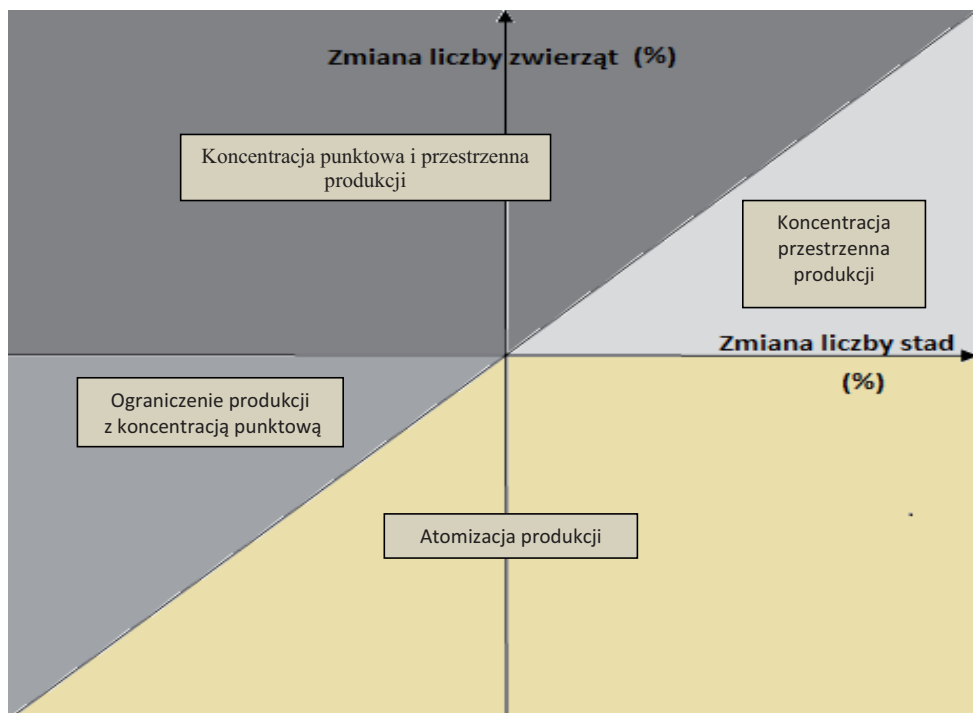 Zmiana liczby zwierząt (%)
Koncentracja punktowa i przestrzenna
produkcji
Koncentracja
przestrzenna
produkcji
Zmiana liczby stad
(%)
Ograniczenie produkcji
z koncentracją punktową
Atomizacja produkcji